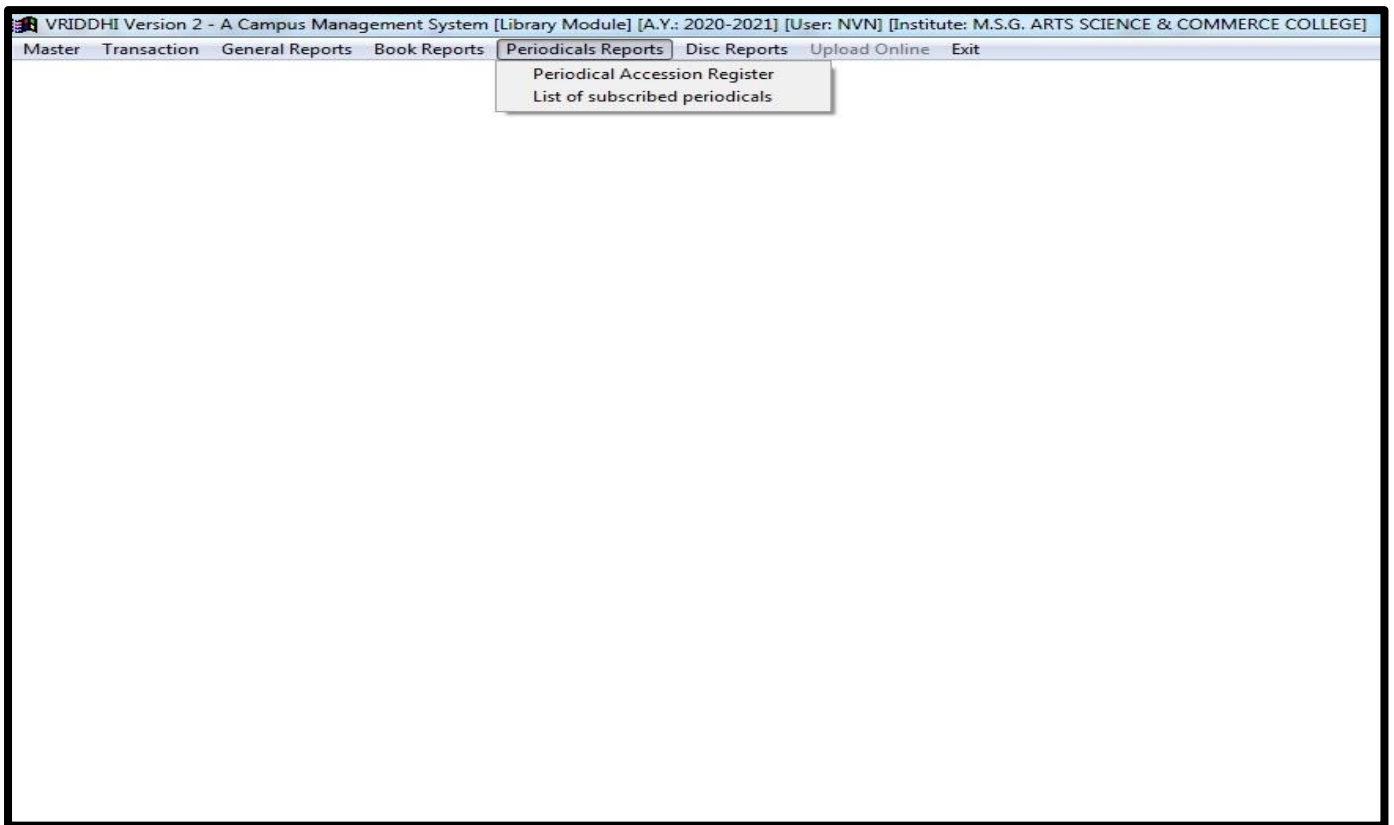 VRIDDHI Version 2 - A Campus Management System [Library Module] [A.Y.: 2020-2021] [User: NVN] [Institute: M.S.G. ARTS SCIENCE & COMMERCE COLLEGE]
Master Transaction General Reports Book Reports Periodicals Reports Disc Reports Upload Online Exit
Periodical Accession Register
List of subscribed periodicals